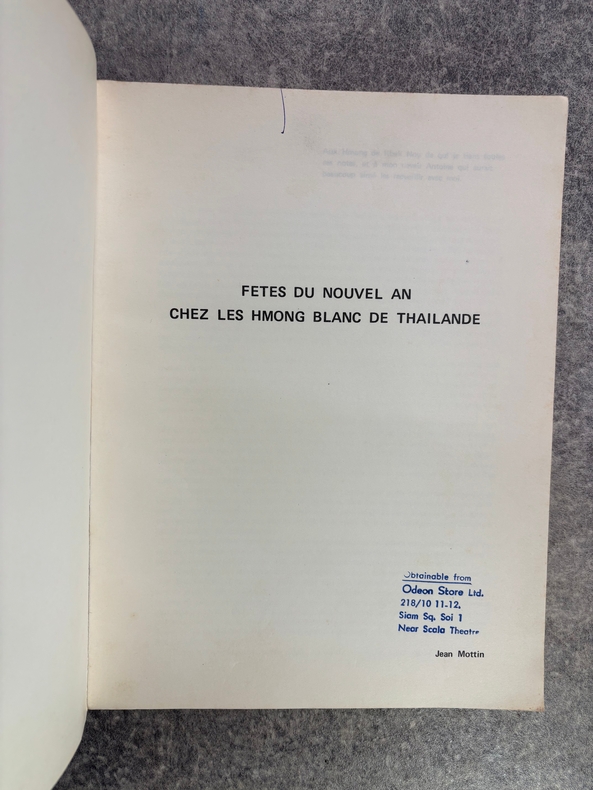 FETES DU NOUVEL AN
CHEZ LES HMONG BLANC DE THAILANDE
Obtainable from
Odeon Store Ltd.
218/10 11-12,
Siam Sq. Soi 1
Near Scala Theatre
Jean Mottin